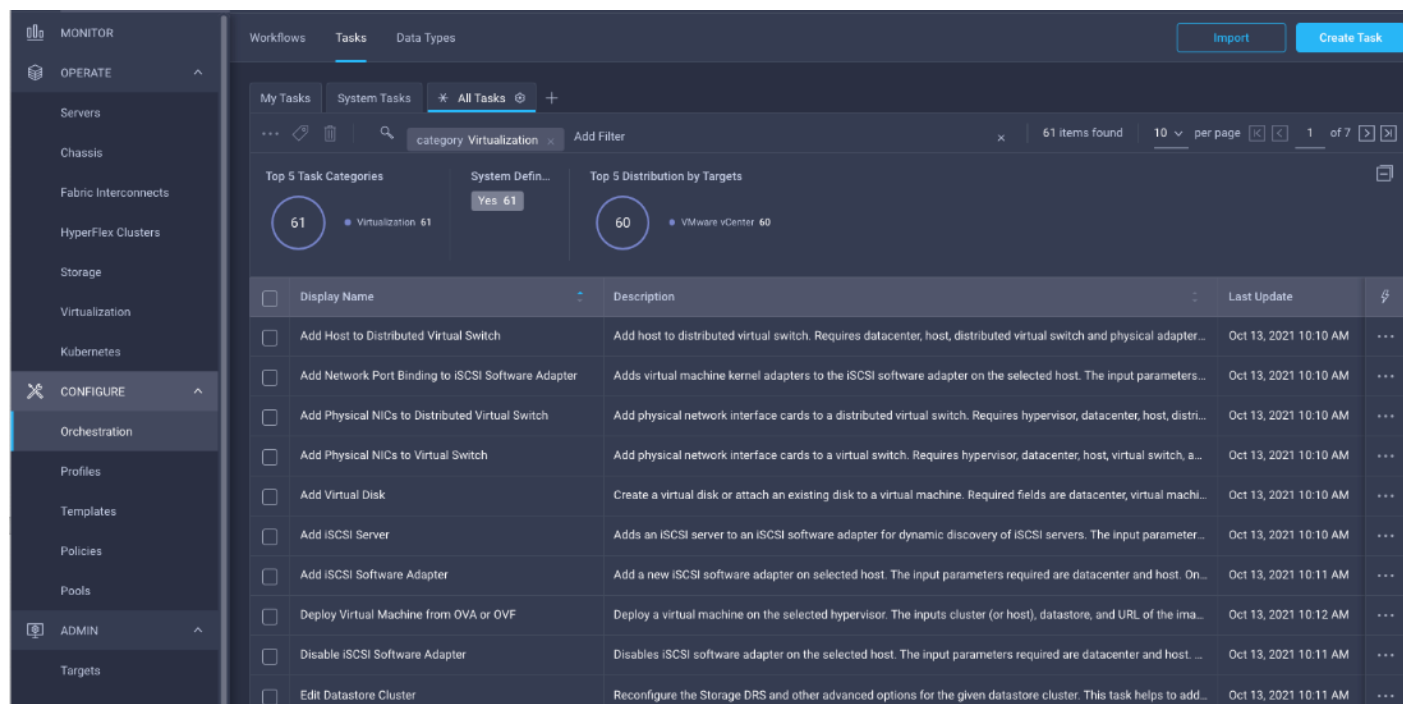 MONITOR
OPERATE
Servers
Chassis
Fabric Interconnects
HyperFlex Clusters
Storage
Virtualization
Kubernetes
CONFIGURE
Orchestration
Profiles
Templates
Policies
Pools
ADMIN
Targets
Workflows Tasks Data Types Import Create Task
My Tasks System Tasks All Tasks
category Virtualization × Add Filter × 61 items found 10 per page 1 of 7
Top 5 Task Categories System Defin... Top 5 Distribution by Targets
61 Virtualization 61 Yes 61 60 VMware vCenter 60
Display Name Description Last Update
Add Host to Distributed Virtual Switch Add host to distributed virtual switch. Requires datacenter, host, distributed virtual switch and physical adapter... Oct 13, 2021 10:10 AM
Add Network Port Binding to iSCSI Software Adapter Adds virtual machine kernel adapters to the iSCSI software adapter on the selected host. The input parameters... Oct 13, 2021 10:10 AM
Add Physical NICs to Distributed Virtual Switch Add physical network interface cards to a distributed virtual switch. Requires hypervisor, datacenter, host, distri... Oct 13, 2021 10:10 AM
Add Physical NICs to Virtual Switch Add physical network interface cards to a virtual switch. Requires hypervisor, datacenter, host, virtual switch, a... Oct 13, 2021 10:10 AM
Add Virtual Disk Create a virtual disk or attach an existing disk to a virtual machine. Required fields are datacenter, virtual machi... Oct 13, 2021 10:10 AM
Add iSCSI Server Adds an iSCSI server to an iSCSI software adapter for dynamic discovery of iSCSI servers. The input parameter... Oct 13, 2021 10:10 AM
Add iSCSI Software Adapter Add a new iSCSI software adapter on selected host. The input parameters required are datacenter and host. On... Oct 13, 2021 10:11 AM
Deploy Virtual Machine from OVA or OVF Deploy a virtual machine on the selected hypervisor. The inputs cluster (or host), datastore, and URL of the ima... Oct 13, 2021 10:12 AM
Disable iSCSI Software Adapter Disables iSCSI software adapter on the selected host. The input parameters required are datacenter and host. ... Oct 13, 2021 10:11 AM
Edit Datastore Cluster Reconfigure the Storage DRS and other advanced options for the given datastore cluster. This task helps to add... Oct 13, 2021 10:11 AM